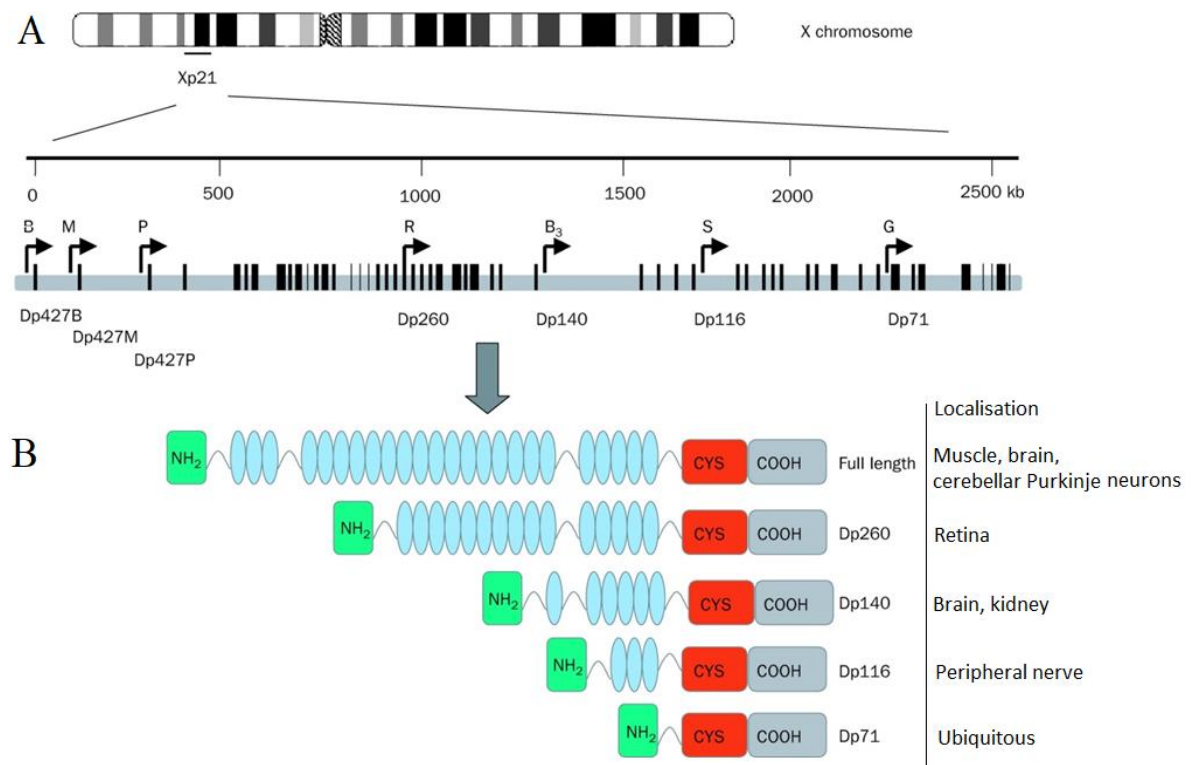 A
X chromosome
Xp21
0 500 1000 1500 2000 2500 kb
B M P R B3 S G
Dp427B Dp260 Dp140 Dp116 Dp71
Dp427M
Dp427P
B
Localisation
NH2 CYS COOH Full length Muscle, brain,
cerebellar Purkinje neurons
NH2 CYS COOH Dp260 Retina
NH2 CYS COOH Dp140 Brain, kidney
NH2 CYS COOH Dp116 Peripheral nerve
NH2 CYS COOH Dp71 Ubiquitous